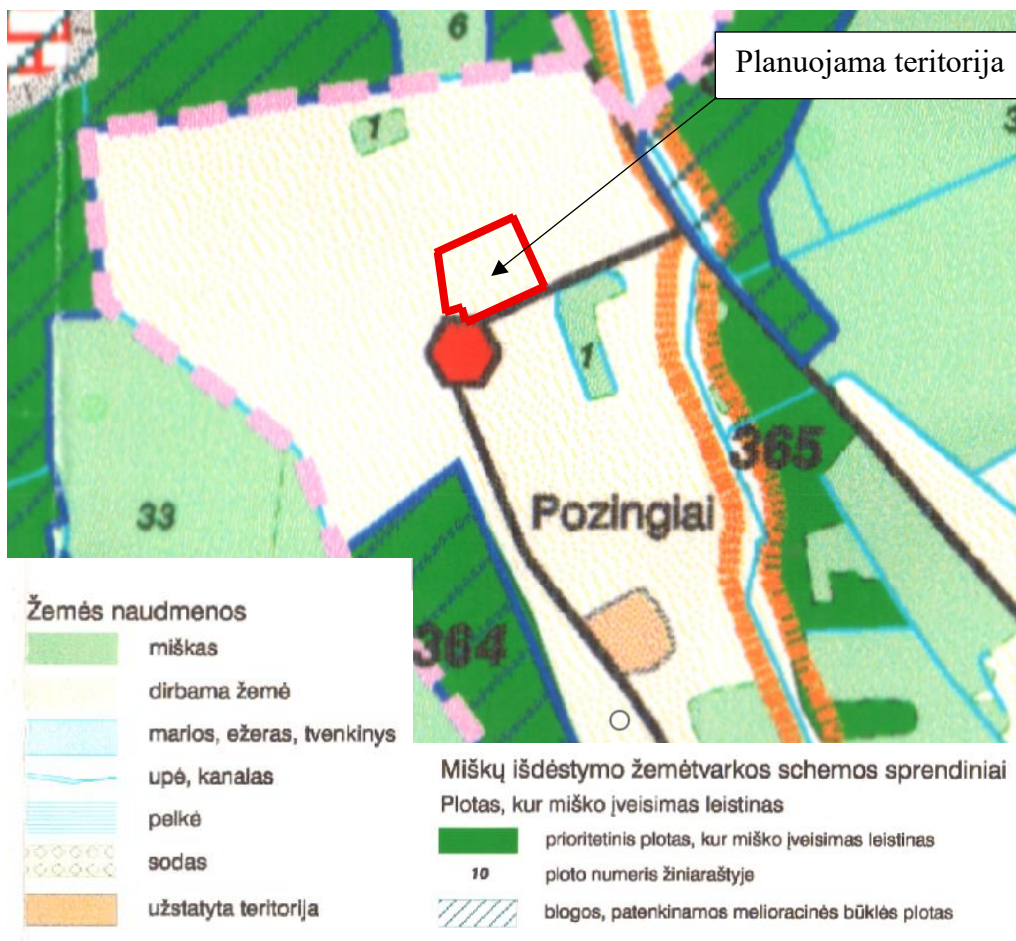 6
Planuojama teritorija
1
1
365
Pozingiai
33
364
Žemės naudmenos
miškas
dirbama žemė
marios, ežeras, tvenkinys
upė, kanalas
pelkė
sodas
užstatyta teritorija
Miškų išdėstymo žemėtvarkos schemos sprendiniai
Plotas, kur miško įveisimas leistinas
prioritetinis plotas, kur miško įveisimas leistinas
10
ploto numeris žiniaraštyje
blogos, patenkinamos melioracinės būklės plotas